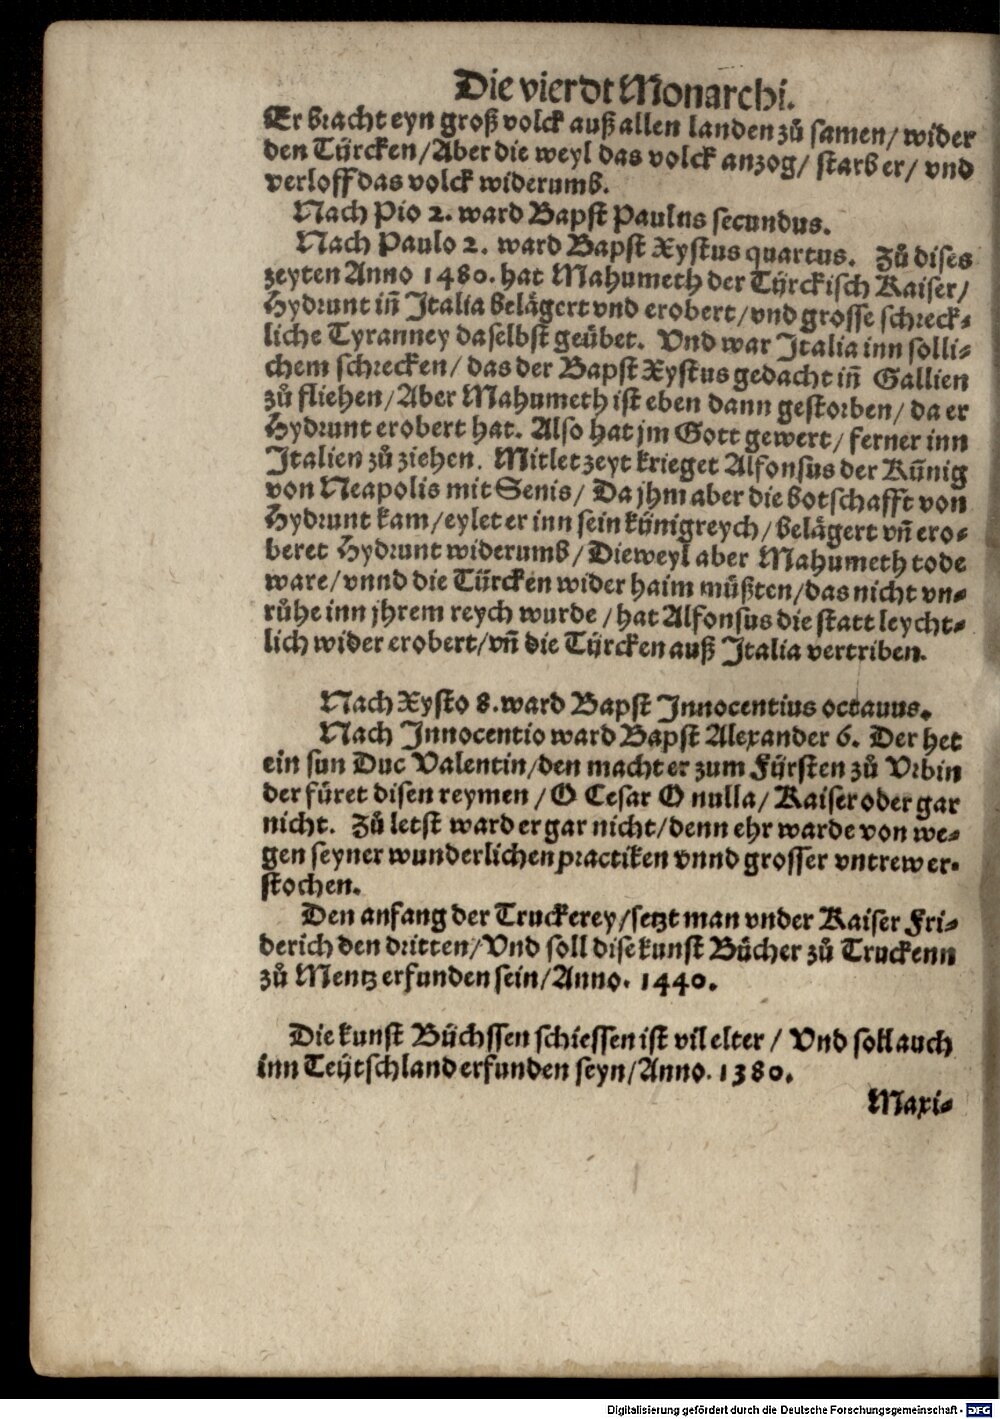 Die vierdt Monarchi.
Er bracht eyn groß volck auß allen landen zů samen/ wider
den Türcken/ Aber die weyl das volck anzog/ starb er/ vnd
verloff das volck widerumb.
Nach Pio 2. ward Bapst Paulus secundus.
Nach Paulo 2. ward Bapst Xystus quartus. Zů dises
zeyten Anno 1480. hat Mahumeth der Türckisch Kaiser/
Hydrunt iñ Italia belägert vnd erobert/ vnd grosse schreck⸗
liche Tyranney daselbst geübet. Vnd war Italia inn solli⸗
chem schrecken/ das der Bapst Xystus gedacht iñ Gallien
zů fliehen/ Aber Mahumeth ist eben dann gestorben/ da er
Hydrunt erobert hat. Also hat jm Gott gewert/ ferner inn
Italien zů ziehen. Mitlet zeyt krieget Alfonsus der Künig
von Neapolis mit Senis/ Da jhm aber die botschafft von
Hydrunt kam/ eylet er inn sein künigreych/ belägert vñ ero⸗
beret Hydrunt widerumb/ Dieweyl aber Mahumeth tode
ware/ vnnd die Türcken wider haim müßten/ das nicht vn⸗
rühe inn jhrem reych wurde/ hat Alfonsus die statt leycht⸗
lich wider erobert/ vñ die Türcken auß Italia vertriben.
Nach Xysto 8. ward Bapst Innocentius octauus.
Nach Innocentio ward Bapst Alexander 6. Der het
ein sun Duc Valentin/ den macht er zum Fürsten zů Vrbin
der füret disen reymen/ O Cesar O nulla/ Kaiser oder gar
nicht. Zů letst ward er gar nicht/ denn ehr warde von we⸗
gen seyner wunderlichen practiken vnnd grosser vntrew er⸗
stochen.
Den anfang der Truckerey/ setzt man vnder Kaiser Fri⸗
derich den dritten/ Vnd soll dise kunst Bücher zů Truckenn
zů Mentz erfunden sein/ Anno. 1440.
Die kunst Büchssen schiessen ist vil elter/ Vnd soll auch
inn Teütschland erfunden seyn/ Anno. 1380.
Maxi⸗
Digitalisierung gefördert durch die Deutsche Forschungsgemeinschaft - DFG